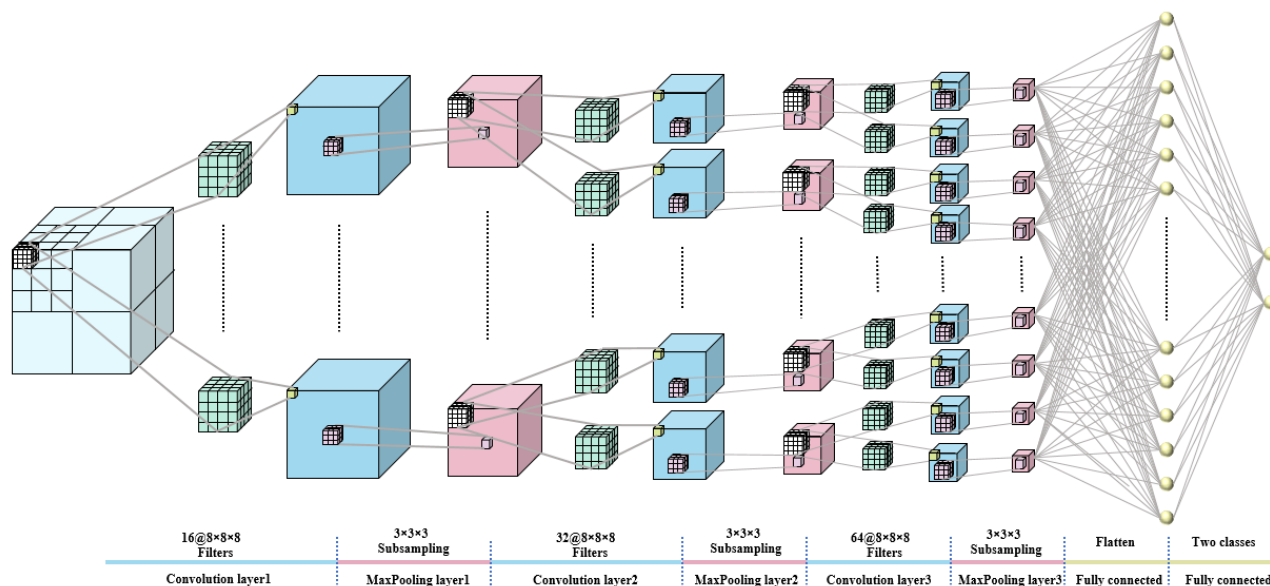 16@8×8×8
Filters
3×3×3
Subsampling
32@8×8×8
Filters
3×3×3
Subsampling
64@8×8×8
Filters
3×3×3
Subsampling
Flatten
Two classes
Convolution layer1
MaxPooling layer1
Convolution layer2
MaxPooling layer2
Convolution layer3
MaxPooling layer3
Fully connected
Fully connected